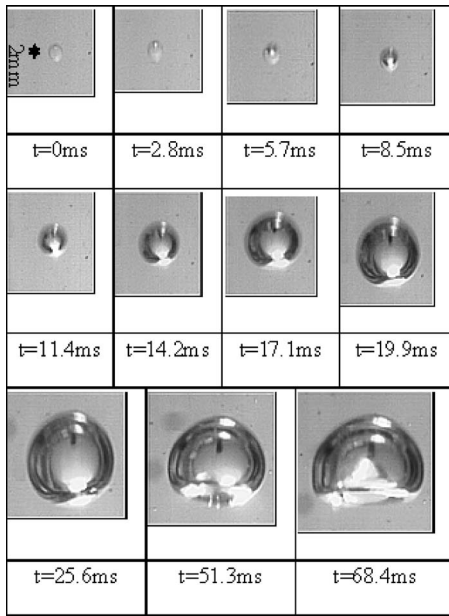 2mm
t=0ms
t=2.8ms
t=5.7ms
t=8.5ms
t=11.4ms
t=14.2ms
t=17.1ms
t=19.9ms
t=25.6ms
t=51.3ms
t=68.4ms